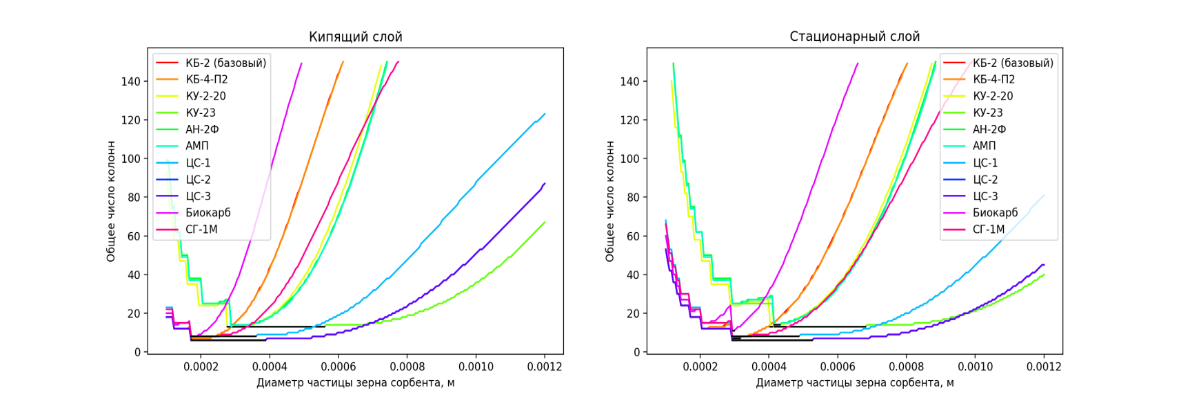 Кипящий слой
Общее число колонн
140
120
100
80
60
40
20
0
КБ-2 (базовый)
КБ-4-П2
КУ-2-20
КУ-23
АН-2Ф
АМП
ЦС-1
ЦС-2
ЦС-3
Биокарб
СГ-1М
0.0002 0.0004 0.0006 0.0008 0.0010 0.0012
Диаметр частицы зерна сорбента, м
Стационарный слой
Общее число колонн
140
120
100
80
60
40
20
0
КБ-2 (базовый)
КБ-4-П2
КУ-2-20
КУ-23
АН-2Ф
АМП
ЦС-1
ЦС-2
ЦС-3
Биокарб
СГ-1М
0.0002 0.0004 0.0006 0.0008 0.0010 0.0012
Диаметр частицы зерна сорбента, м